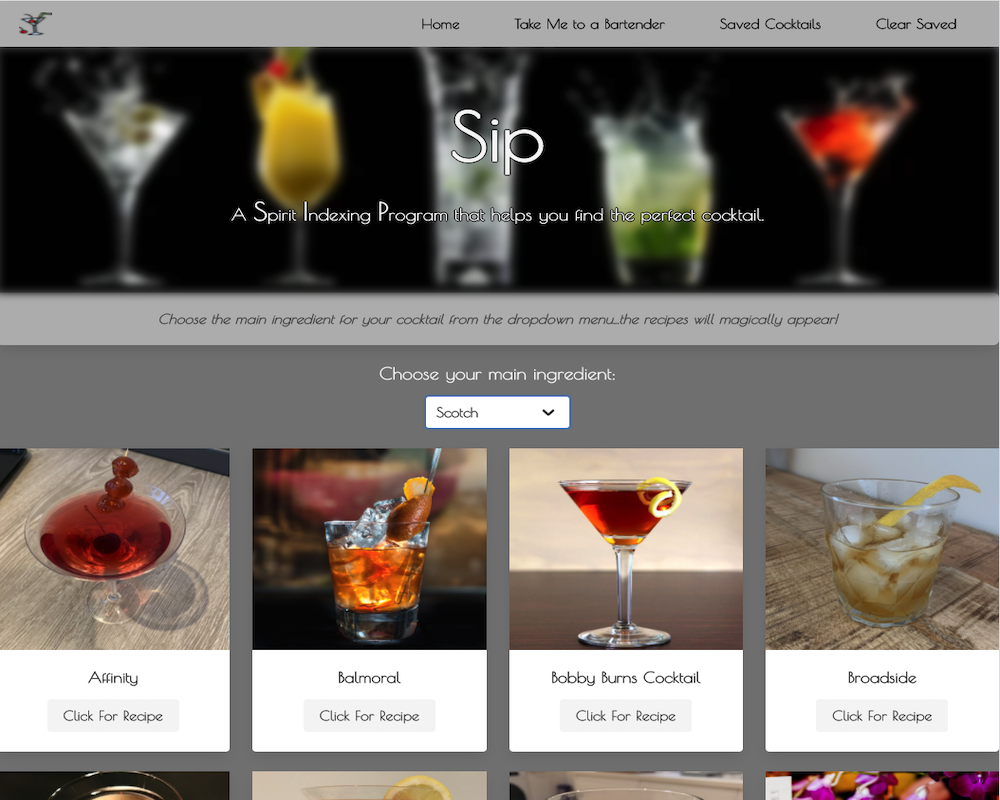 Home Take Me to a Bartender Saved Cocktails Clear Saved
Sip
A Spirit Indexing Program that helps you find the perfect cocktail.
Choose the main ingredient for your cocktail from the dropdown menu...the recipes will magically appear!
Choose your main ingredient:
Scotch
Affinity Balmoral Bobby Burns Cocktail Broadside
Click For Recipe Click For Recipe Click For Recipe Click For Recipe